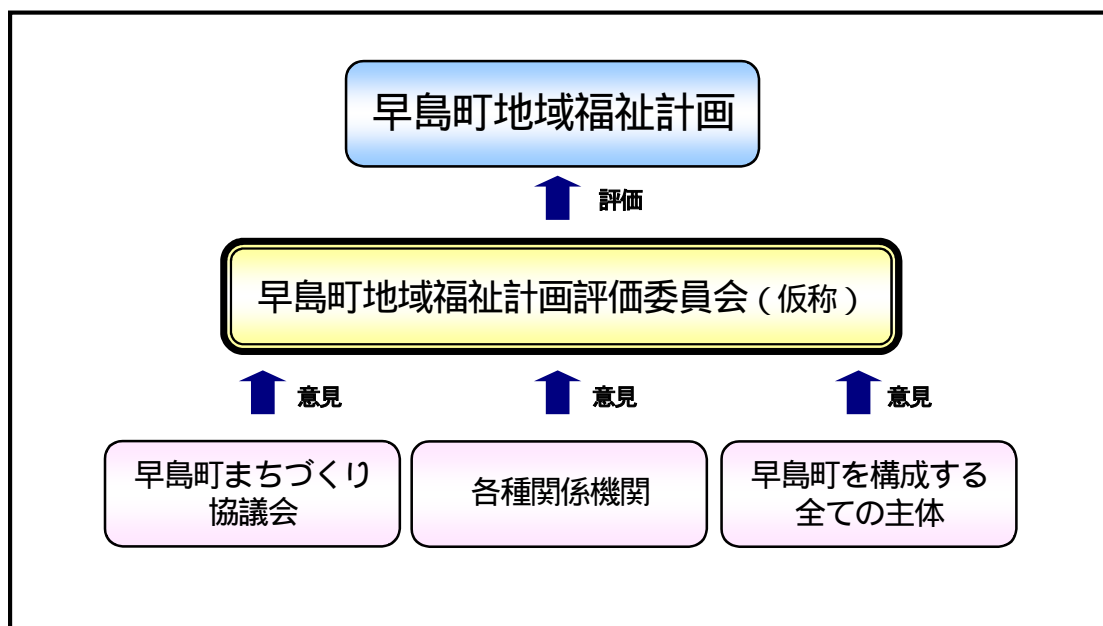 早島町地域福祉計画
評価
早島町地域福祉計画評価委員会（仮称）
意見
意見
意見
早島町まちづくり
協議会
各種関係機関
早島町を構成する
全ての主体